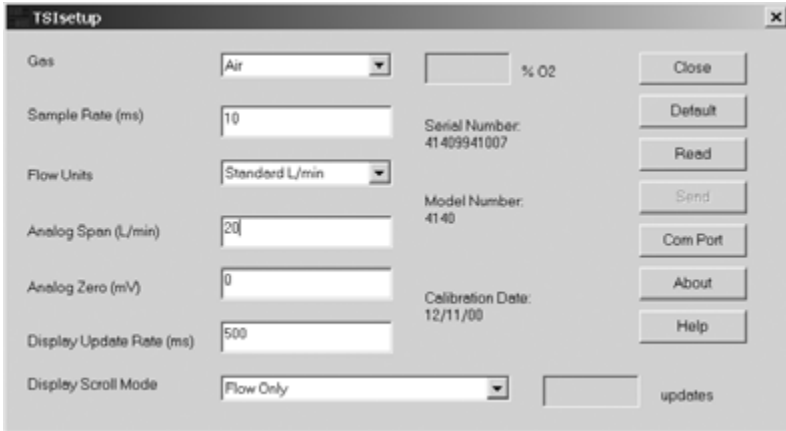 TSIsetup
Gas
Air
% O2
Close
Sample Rate (ms)
10
Serial Number:
41409941007
Default
Read
Flow Units
Standard L/min
Model Number:
4140
Send
Analog Span (L/min)
20
Com Port
Analog Zero (mV)
0
Calibration Date:
12/11/00
About
Help
Display Update Rate (ms)
500
Display Scroll Mode
Flow Only
updates